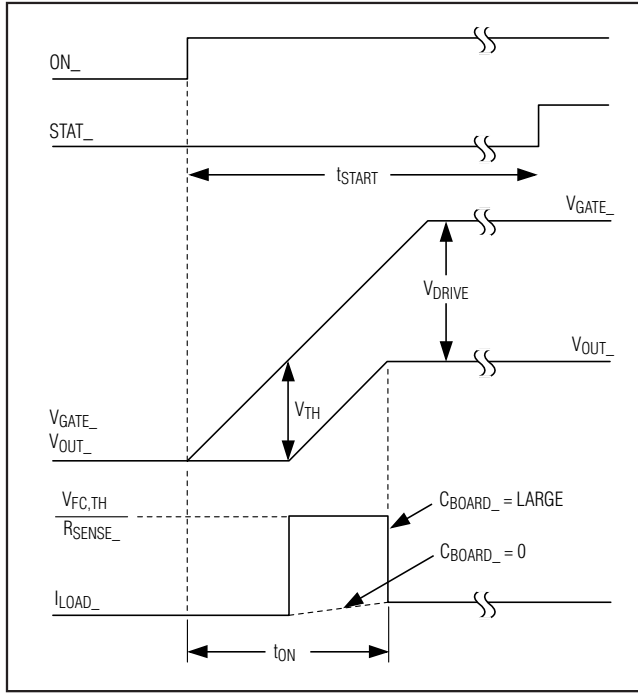 ON_
STAT_
tSTART
VGATE_
VDRIVE
VOUT_
VTH
VGATE_
VOUT_
VFC,TH
RSENSE_
CBOARD_ = LARGE
CBOARD_ = 0
ILOAD_
tON